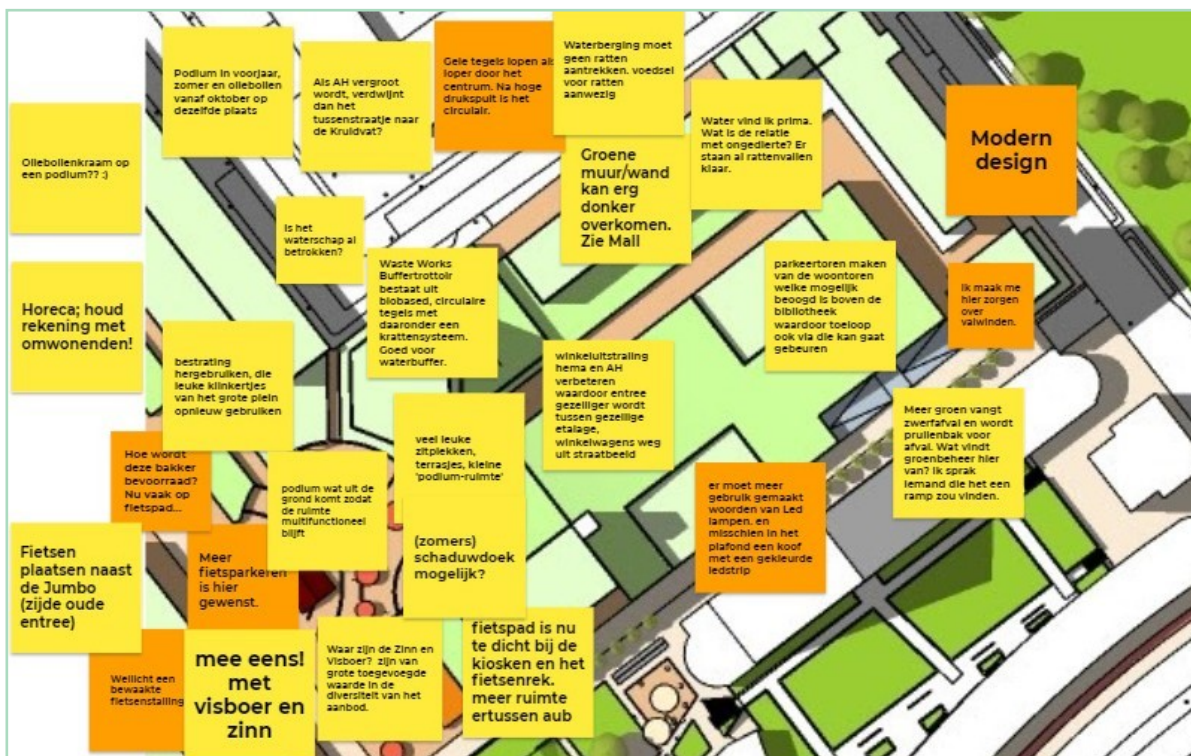 Podium in voorjaar,
zomer en oliebollen
vanaf oktober op
dezelfde plaats
Als AH vergroot
wordt, verdwijnt
dan het
tussenstraatje naar
de Kruidvat?
Gele tegels lopen als
loper door het
centrum. Na hoge
drukspuit is het
circulair.
Waterberging moet
geen ratten
aantrekken. voedsel
voor ratten
aanwezig
Water vind ik prima.
Wat is de relatie
met ongedierte? Er
staan al rattenvallen
klaar.
Modern
design
Oliebollenkraam op
een podium?? :)
Groene
muur/wand
kan erg
donker
overkomen.
Zie Mall
Is het
waterschap al
betrokken?
Waste Works
Buffertrottoir
bestaat uit
biobased, circulaire
tegels met
daaronder een
krattensysteem.
Goed voor
waterbuffer.
parkeertoren maken
van de woontoren
welke mogelijk
beoogd is boven de
bibliotheek
waardoor toeloop
ook via die kan gaat
gebeuren
Ik maak me
hier zorgen
over
valwinden.
Horeca; houd
rekening met
omwonenden!
bestrating
hergebruiken, die
leuke klinkertjes
van het grote plein
opnieuw gebruiken
winkeluitstraling
hema en AH
verbeteren
waardoor entree
gezelliger wordt
tussen gezellige
etalage,
winkelwagens weg
uit straatbeeld
Meer groen vangt
zwerfafval en wordt
prullenbak voor
afval. Wat vindt
groenbeheer hier
van? Ik sprak
iemand die het een
ramp zou vinden.
Hoe wordt
deze bakker
bevoorraad?
Nu vaak op
fietspad...
podium wat uit de
grond komt zodat
de ruimte
multifunctioneel
blijft
veel leuke
zitplekken,
terrasjes, kleine
'podium-ruimte'
er moet meer
gebruik gemaakt
woorden van Led
lampen. en
misschien in het
plafond een koof
met een gekleurde
ledstrip
Fietsen
plaatsen naast
de Jumbo
(zijde oude
entree)
Meer
fietsparkeren
is hier
gewenst.
(zomers)
schaduwdoek
mogelijk?
Wellicht een
bewaakte
fietsenstalling
mee eens!
met
visboer en
zinn
Waar zijn de Zinn en
Visboer? zijn van
grote toegevoegde
waarde in de
diversiteit van het
aanbod.
fietspad is nu
te dicht bij de
kiosken en het
fietsenrek.
meer ruimte
ertussen aub